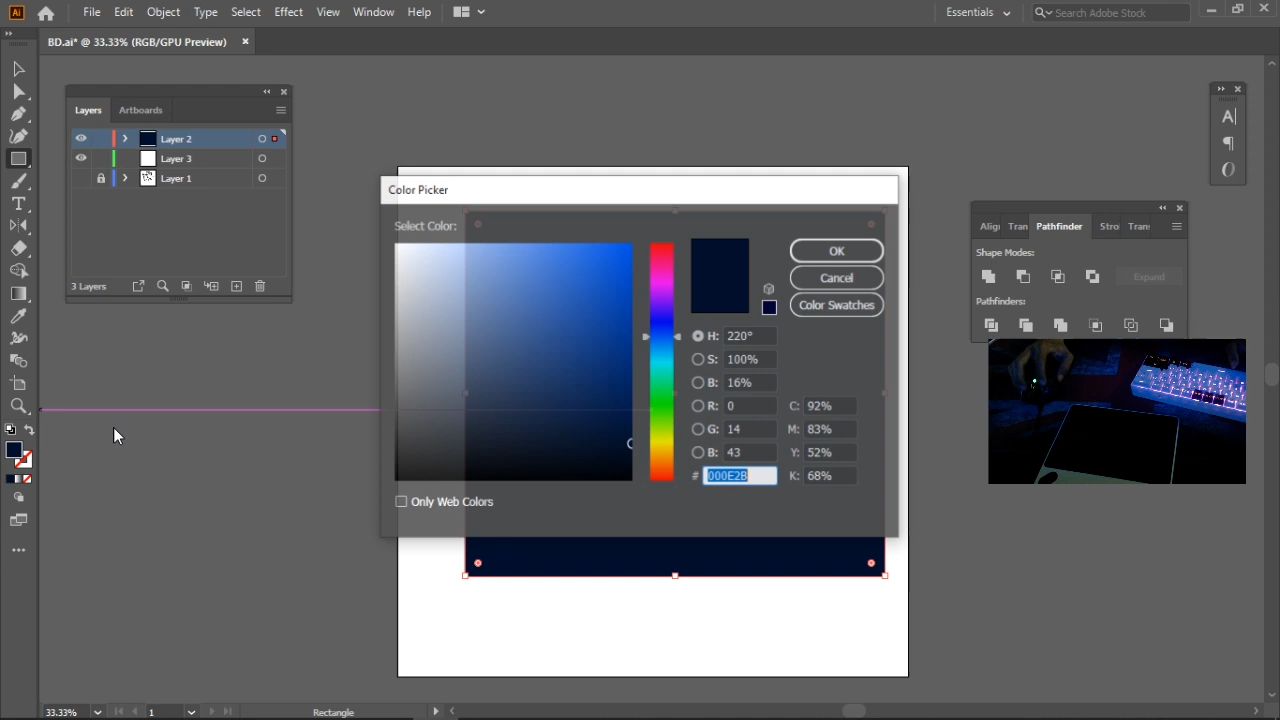 Ai File Edit Object Type Select Effect View Window Help Essentials Search Adobe Stock
BD.ai* @ 33.33% (RGB/GPU Preview)
Layers Artboards
Layer 2
Layer 3
Layer 1
3 Layers
Color Picker
Select Color:
OK
Cancel
Color Swatches
H: 220°
S: 100%
B: 16%
R: 0 C: 92%
G: 14 M: 83%
B: 43 Y: 52%
# 000E2B K: 68%
Only Web Colors
Alig Tran Pathfinder Stro Tran
Shape Modes:
Expand
Pathfinders:
33.33% 1 Rectangle